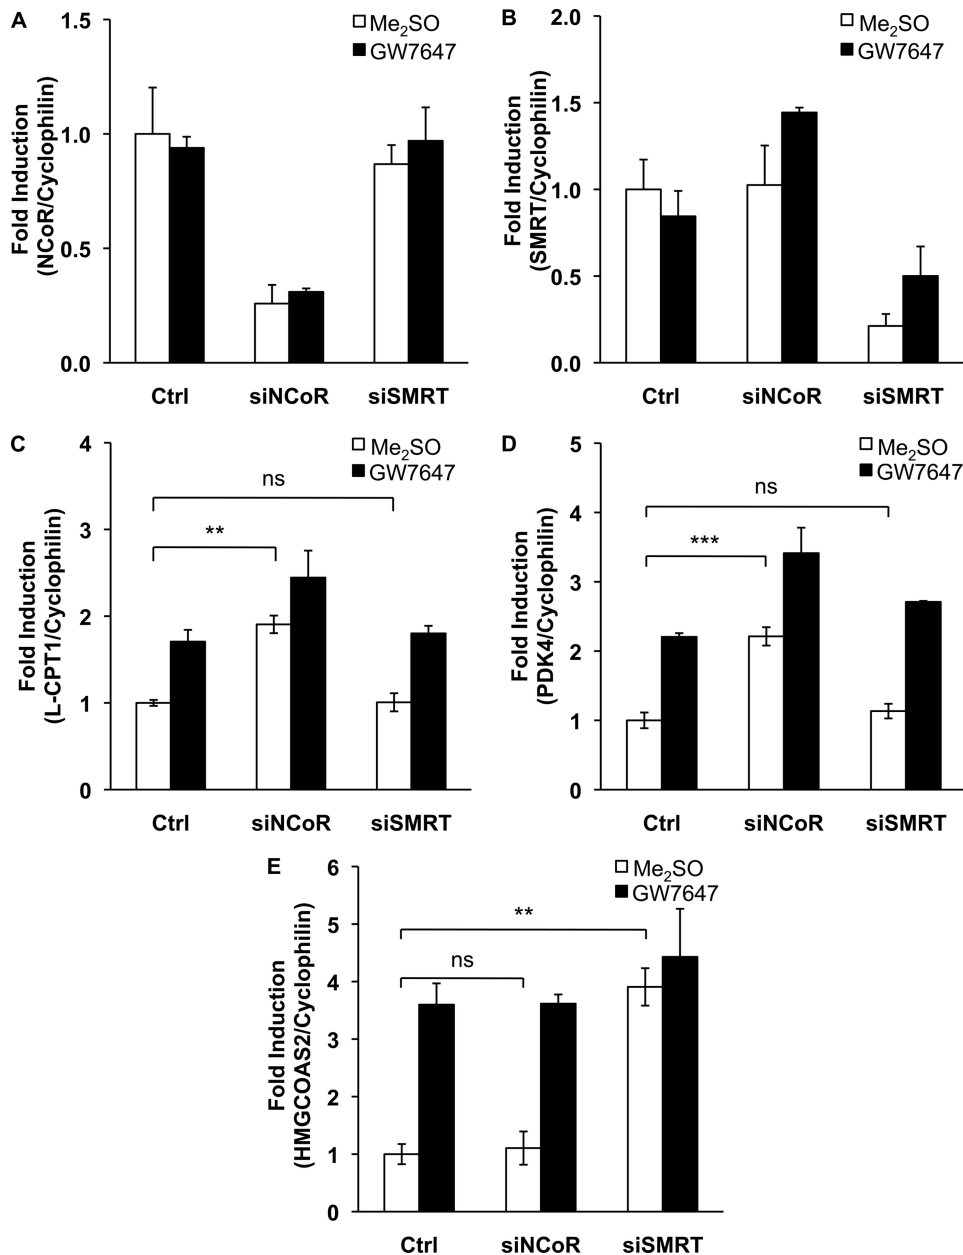 A
Fold Induction
(NCoR/Cyclophilin)
1.5
1.0
0.5
0.0
Me₂SO
GW7647
Ctrl
siNCoR
siSMRT
B
Fold Induction
(SMRT/Cyclophilin)
2.0
1.5
1.0
0.5
0.0
Me₂SO
GW7647
Ctrl
siNCoR
siSMRT
C
Fold Induction
(L-CPT1/Cyclophilin)
4
3
2
1
0
Me₂SO
GW7647
ns
**
Ctrl
siNCoR
siSMRT
D
Fold Induction
(PDK4/Cyclophilin)
5
4
3
2
1
0
Me₂SO
GW7647
ns
***
Ctrl
siNCoR
siSMRT
E
Fold Induction
(HMGCOAS2/Cyclophilin)
6
5
4
3
2
1
0
Me₂SO
GW7647
**
ns
Ctrl
siNCoR
siSMRT